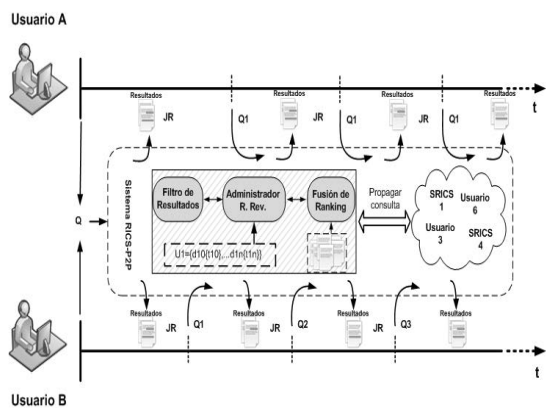 Usuario A
Resultados
Resultados
Resultados
Resultados
t
JR
Q1
JR
Q1
JR
Q1
Sistema RICS-P2P
Filtro de
Resultados
Administrador
R. Rev.
Fusión de
Ranking
Propagar
consulta
SRICS
1
Usuario
6
Usuario
3
SRICS
4
Q
U1={d10{t10},...d1n{t1n}}
Resultados
JR
Q1
Resultados
JR
Q2
Resultados
JR
Q3
Resultados
t
Usuario B